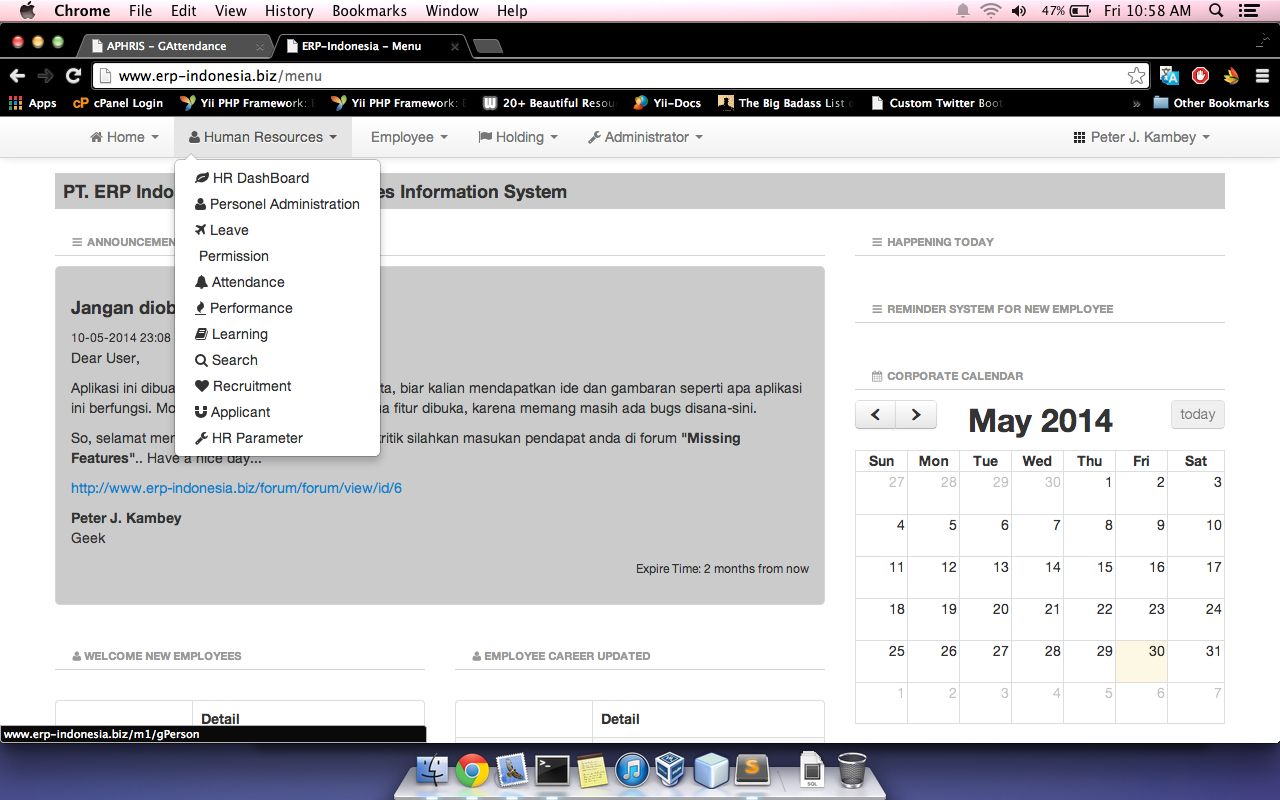 Chrome File Edit View History Bookmarks Window Help 47% Fri 10:58 AM
APHRIS – GAttendance ERP-Indonesia – Menu
www.erp-indonesia.biz/menu
Apps cPanel Login Yii PHP Framework: Yii PHP Framework: 20+ Beautiful Resou Yii-Docs The Big Badass List o Custom Twitter Boot » Other Bookmarks
Home Human Resources Employee Holding Administrator Peter J. Kambey
HR DashBoard
Personel Administration
Leave
Permission
Attendance
Performance
Learning
Search
Recruitment
Applicant
HR Parameter
PT. ERP Indo es Information System
ANNOUNCEMEN
Jangan diob
10-05-2014 23:08
Dear User,
Aplikasi ini dibua ta, biar kalian mendapatkan ide dan gambaran seperti apa aplikasi
ini berfungsi. Mo ua fitur dibuka, karena memang masih ada bugs disana-sini.
So, selamat men kritik silahkan masukan pendapat anda di forum "Missing
Features".. Have a nice day...
http://www.erp-indonesia.biz/forum/forum/view/id/6
Peter J. Kambey
Geek
Expire Time: 2 months from now
WELCOME NEW EMPLOYEES
Detail
EMPLOYEE CAREER UPDATED
Detail
HAPPENING TODAY
REMINDER SYSTEM FOR NEW EMPLOYEE
CORPORATE CALENDAR
May 2014 today
Sun Mon Tue Wed Thu Fri Sat
27 28 29 30 1 2 3
4 5 6 7 8 9 10
11 12 13 14 15 16 17
18 19 20 21 22 23 24
25 26 27 28 29 30 31
1 2 3 4 5 6 7
www.erp-indonesia.biz/m1/gPerson
SQL